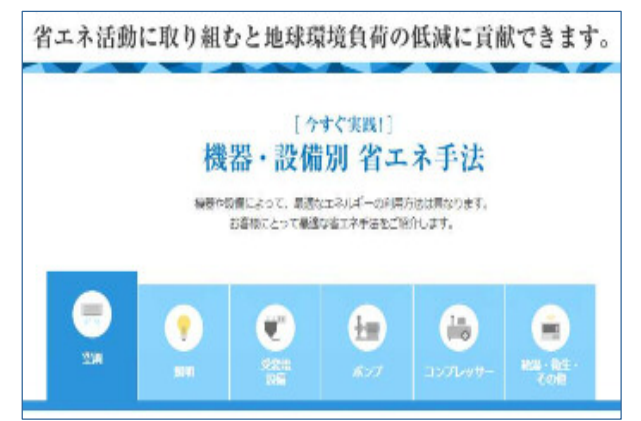 省エネ活動に取り組むと地球環境負荷の低減に貢献できます。
[今すぐ実践!]
機器・設備別 省エネ手法
機器や設備によって、最適なエネルギーの利用方法は異なります。
お客様にとって最適な省エネ手法をご紹介します。
空調
照明
受変電
設備
ポンプ
コンプレッサー
給湯・衛生・
その他